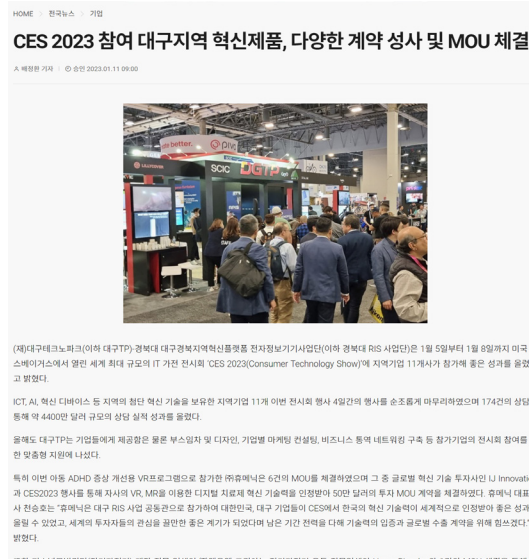 HOME 전국뉴스 기업
CES 2023 참여 대구지역 혁신제품, 다양한 계약 성사 및 MOU 체결
배정환 기자 승인 2023.01.11 09:00
better.
pivo
LILLYCOVER
SCIC
DGTP
(재)대구테크노파크(이하 대구TP)-경북대 대구경북지역혁신플랫폼 전자정보기기사업단(이하 경북대 RIS 사업단)은 1월 5일부터 1월 8일까지 미국
스베이거스에서 열린 세계 최대 규모의 IT 가전 전시회 'CES 2023(Consumer Technology Show)'에 지역기업 11개사가 참가해 좋은 성과를 올렸
고 밝혔다.
ICT, AI, 혁신 디바이스 등 지역의 첨단 혁신 기술을 보유한 지역기업 11개 이번 전시회 행사 4일간의 행사를 순조롭게 마무리하였으며 174건의 상담
통해 약 4400만 달러 규모의 상담 실적 성과를 올렸다.
올해도 대구TP는 기업들에게 제공함은 물론 부스임차 및 디자인, 기업별 마케팅 컨설팅, 비즈니스 통역 네트워킹 구축 등 참가기업의 전시회 참여를
한 맞춤형 지원에 나섰다.
특히 이번 아동 ADHD 증상 개선용 VR프로그램으로 참가한 ㈜휴메닉은 6건의 MOU를 체결하였으며 그 중 글로벌 혁신 기술 투자사인 IJ Innovati
과 CES2023 행사를 통해 자사의 VR, MR을 이용한 디지털 치료제 혁신 기술력을 인정받아 50만 달러의 투자 MOU 계약을 체결하였다. 휴메닉 대표
사 전승호는 "휴메닉은 대구 RIS 사업 공동관으로 참가하여 대한민국, 대구 기업들이 CES에서 한국의 혁신 기술력이 세계적으로 인정받아 좋은 성과
올릴 수 있었고, 세계의 투자자들의 관심을 끌만한 좋은 계기가 되었다며 남은 기간 전력을 다해 기술력의 입증과 글로벌 수출 계약을 위해 힘쓰겠다."
밝혔다.